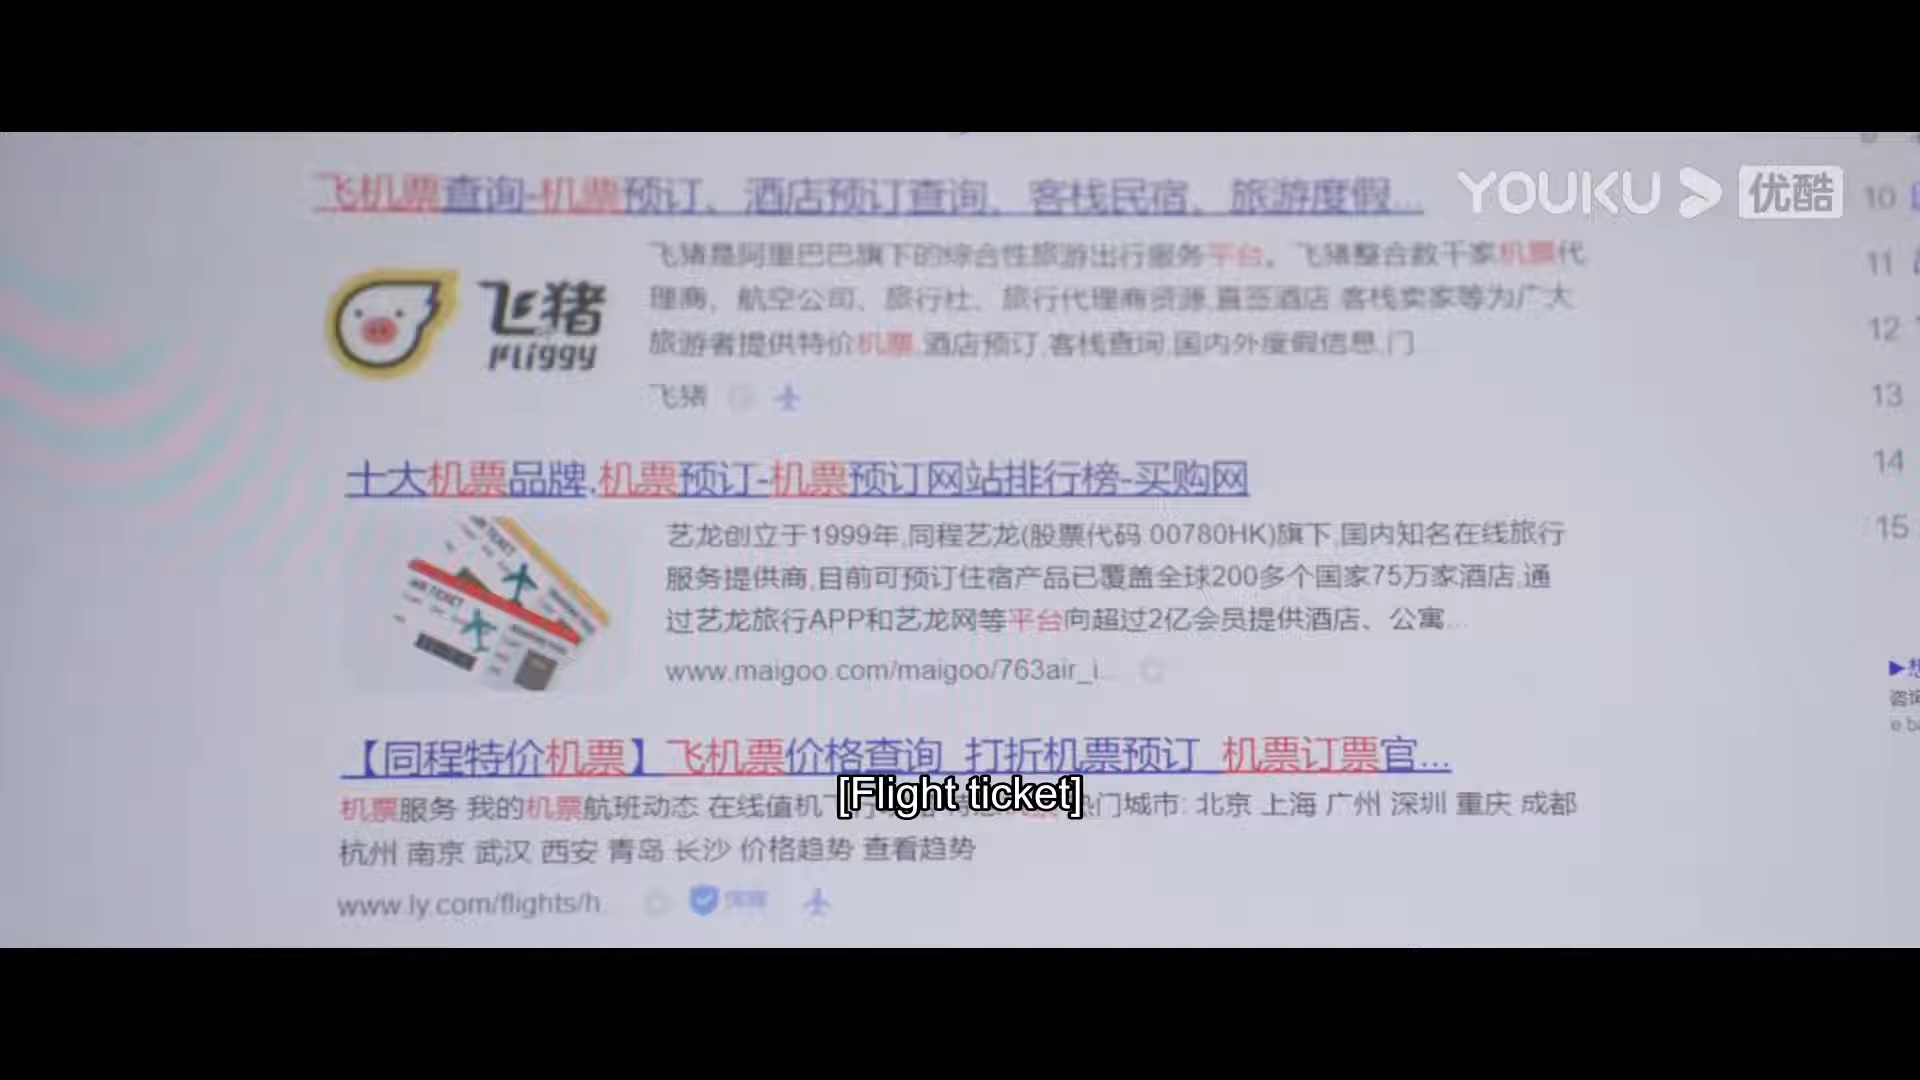 飞机票查询-机票预订、酒店预订查询、客栈民宿、旅游度假...
YOUKU 优酷
飞猪是阿里巴巴旗下的综合性旅游出行服务平台。飞猪整合数千家机票代
理商、航空公司、旅行社、旅行代理商资源,直签酒店,客栈卖家等为广大
旅游者提供特价机票,酒店预订,客栈查询,国内外度假信息,门...
飞猪
Fliggy
飞猪
十大机票品牌,机票预订-机票预订网站排行榜-买购网
艺龙创立于1999年,同程艺龙(股票代码 00780HK)旗下,国内知名在线旅行
服务提供商,目前可预订住宿产品已覆盖全球200多个国家75万家酒店,通
过艺龙旅行APP和艺龙网等平台向超过2亿会员提供酒店、公寓...
AIR TICKET
www.maigoo.com/maigoo/763air_i...
【同程特价机票】飞机票价格查询_打折机票预订_机票订票官...
[Flight ticket]
机票服务 我的机票航班动态 在线值机 热门城市: 北京 上海 广州 深圳 重庆 成都
杭州 南京 武汉 西安 青岛 长沙 价格趋势 查看趋势
www.ly.com/flights/h...
10
11
12
13
14
15